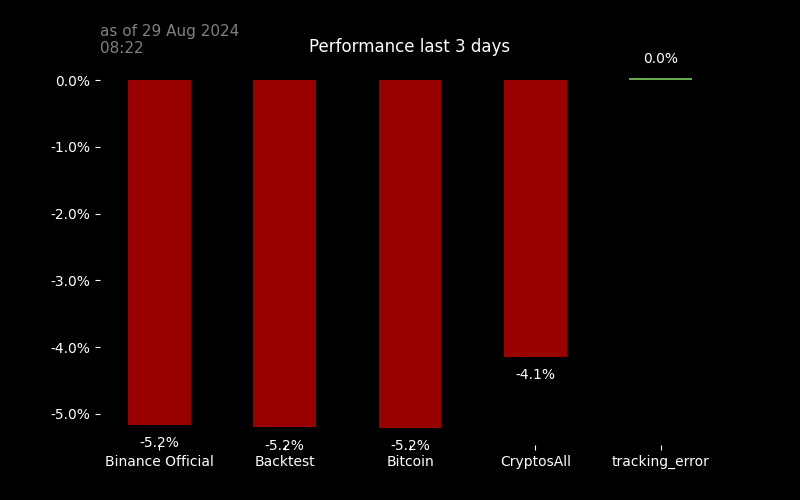 as of 29 Aug 2024
08:22
Performance last 3 days
0.0%
0.0%
-1.0%
-2.0%
-3.0%
-4.0%
-5.0%
-4.1%
-5.2%
-5.2%
-5.2%
Binance Official
Backtest
Bitcoin
CryptosAll
tracking_error